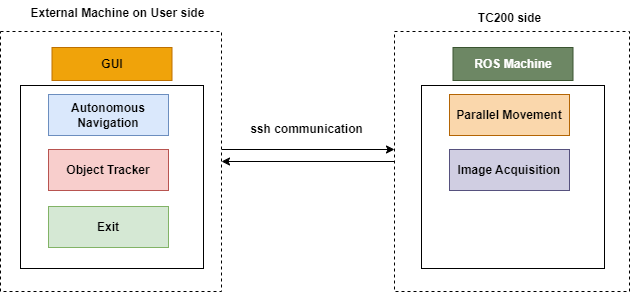 External Machine on User side
TC200 side
GUI
ROS Machine
Autonomous
Navigation
Parallel Movement
ssh communication
Object Tracker
Image Acquisition
Exit